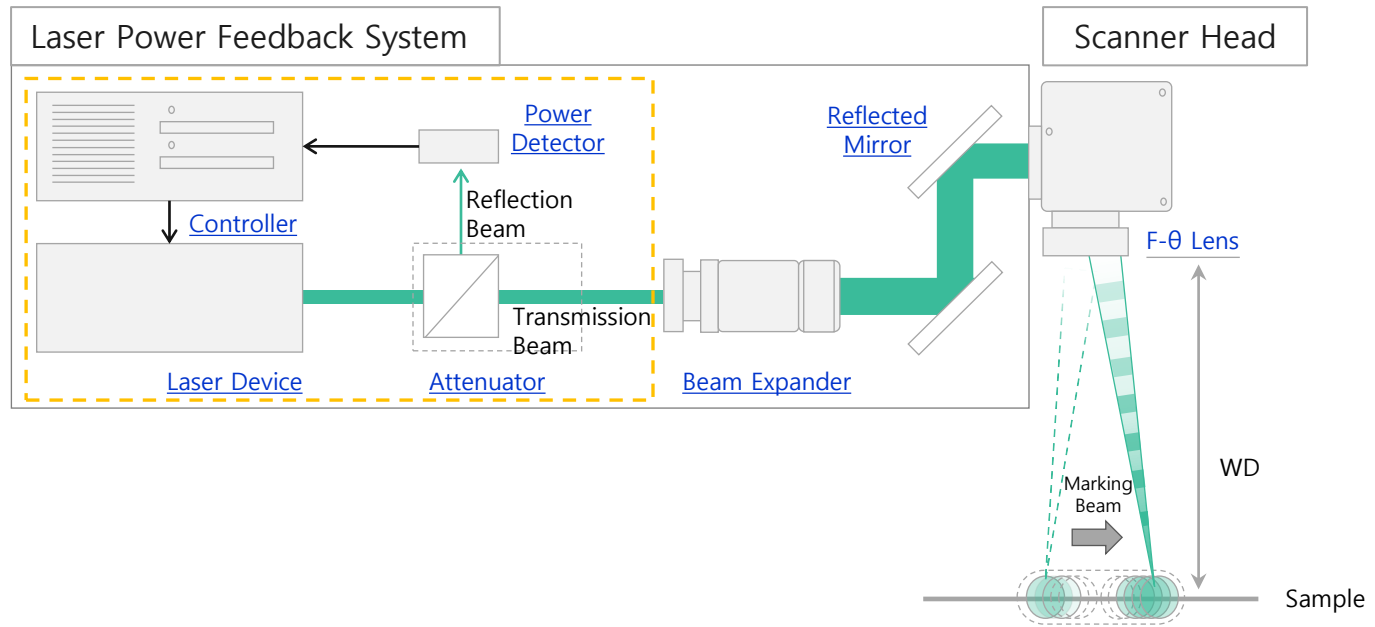 Laser Power Feedback System
Scanner Head
Power
Detector
Reflected
Mirror
Reflection
Beam
Controller
F-θ Lens
Transmission
Beam
Laser Device
Attenuator
Beam Expander
WD
Marking
Beam
Sample